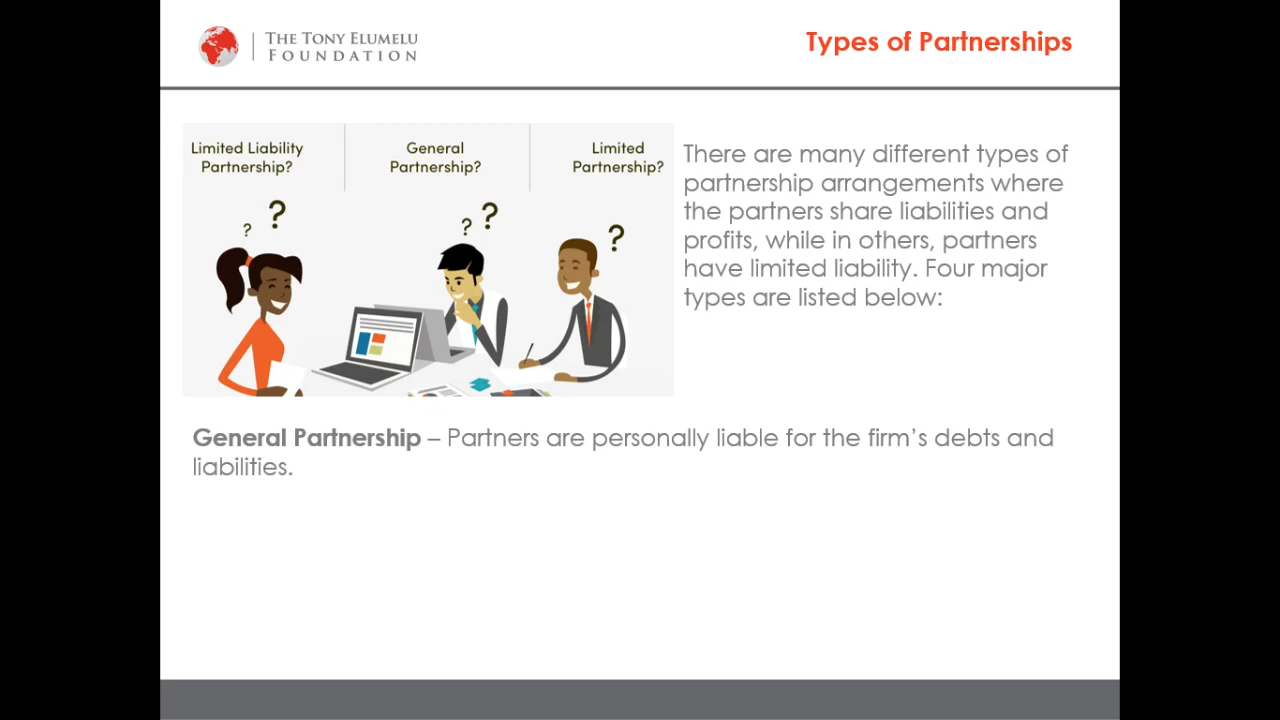 THE TONY ELUMELU
FOUNDATION
Types of Partnerships
Limited Liability
Partnership?
General
Partnership?
Limited
Partnership?
? ?
? ?
?
There are many different types of
partnership arrangements where
the partners share liabilities and
profits, while in others, partners
have limited liability. Four major
types are listed below:
General Partnership – Partners are personally liable for the firm’s debts and
liabilities.